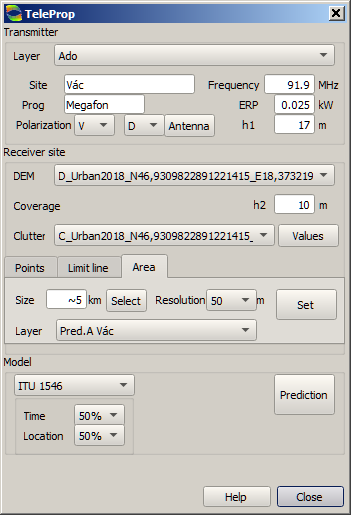 TeleProp
Transmitter
Layer Ado
Site Vác Frequency 91.9 MHz
Prog Megafon ERP 0.025 kW
Polarization V D Antenna h1 17 m
Receiver site
DEM D_Urban2018_N46,9309822891221415_E18,373219
Coverage h2 10 m
Clutter C_Urban2018_N46,9309822891221415_ Values
Points Limit line Area
Size ~5 km Select Resolution 50 m Set
Layer Pred.A Vác
Model
ITU 1546 Prediction
Time 50%
Location 50%
Help Close